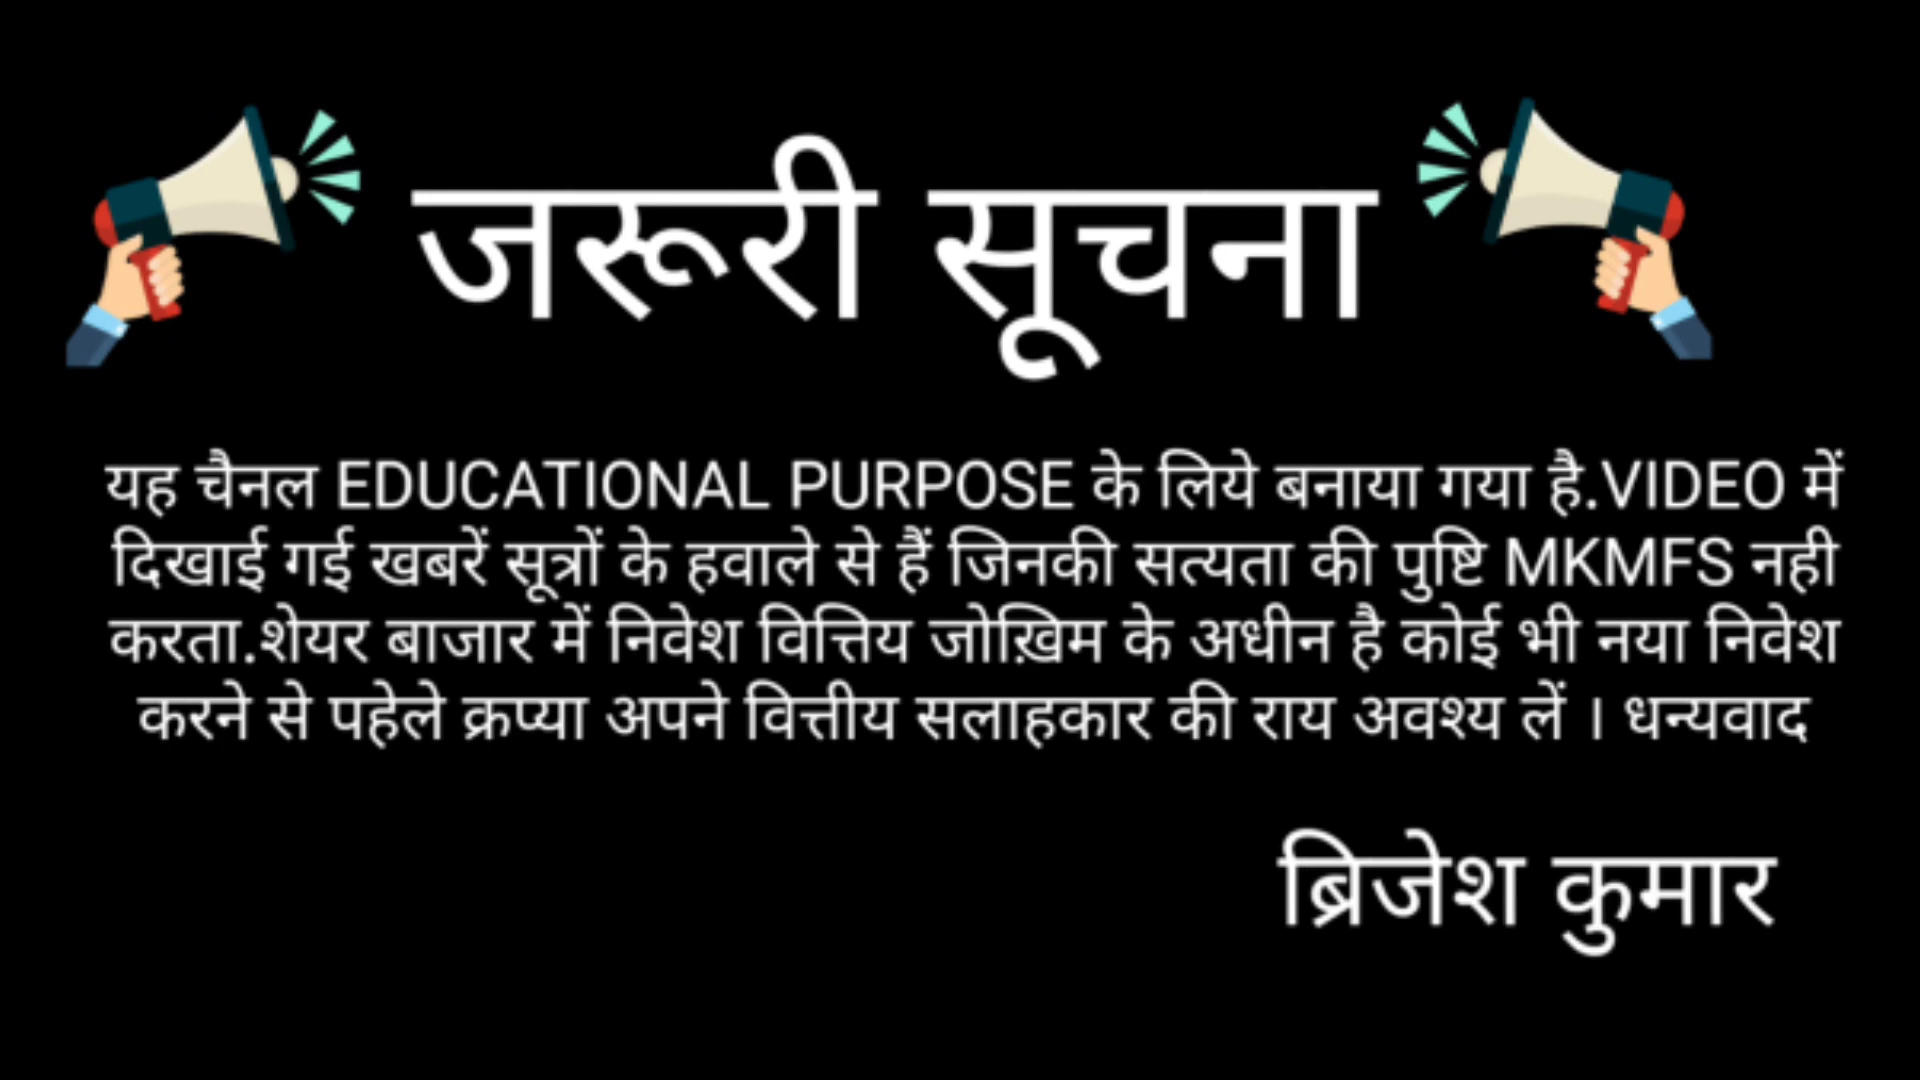 जरूरी सूचना
यह चैनल EDUCATIONAL PURPOSE के लिये बनाया गया है.VIDEO में
दिखाई गई खबरें सूत्रों के हवाले से हैं जिनकी सत्यता की पुष्टि MKMFS नही
करता.शेयर बाजार में निवेश वित्तिय जोख़िम के अधीन है कोई भी नया निवेश
करने से पहेले क्रप्या अपने वित्तीय सलाहकार की राय अवश्य लें । धन्यवाद
ब्रिजेश कुमार